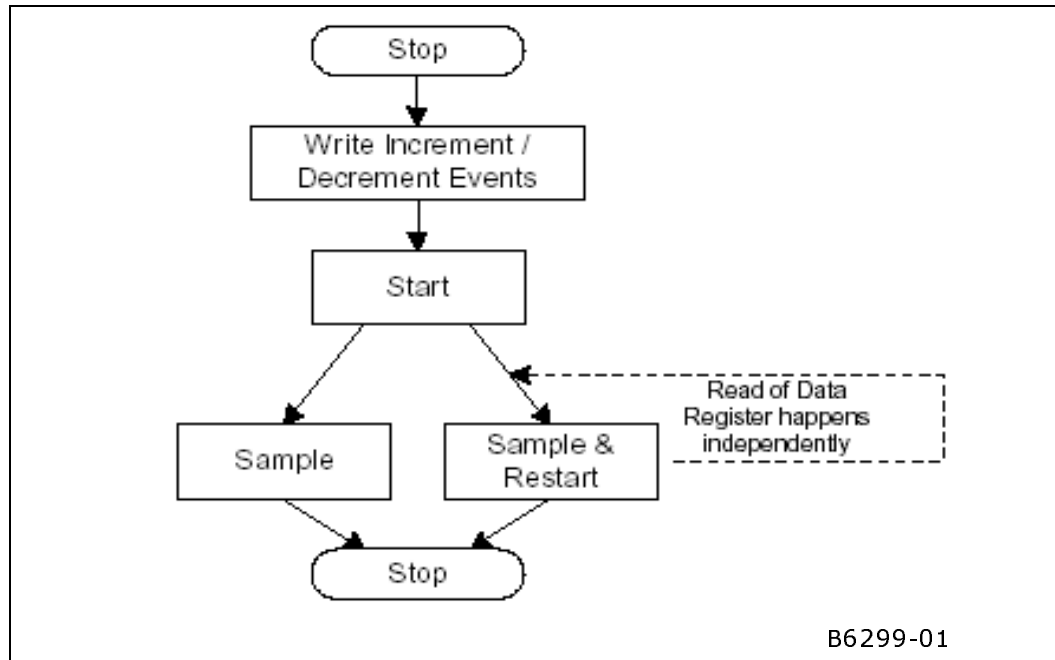 Stop
Write Increment /
Decrement Events
Start
Read of Data
Register happens
independently
Sample
Sample &
Restart
Stop
B6299-01